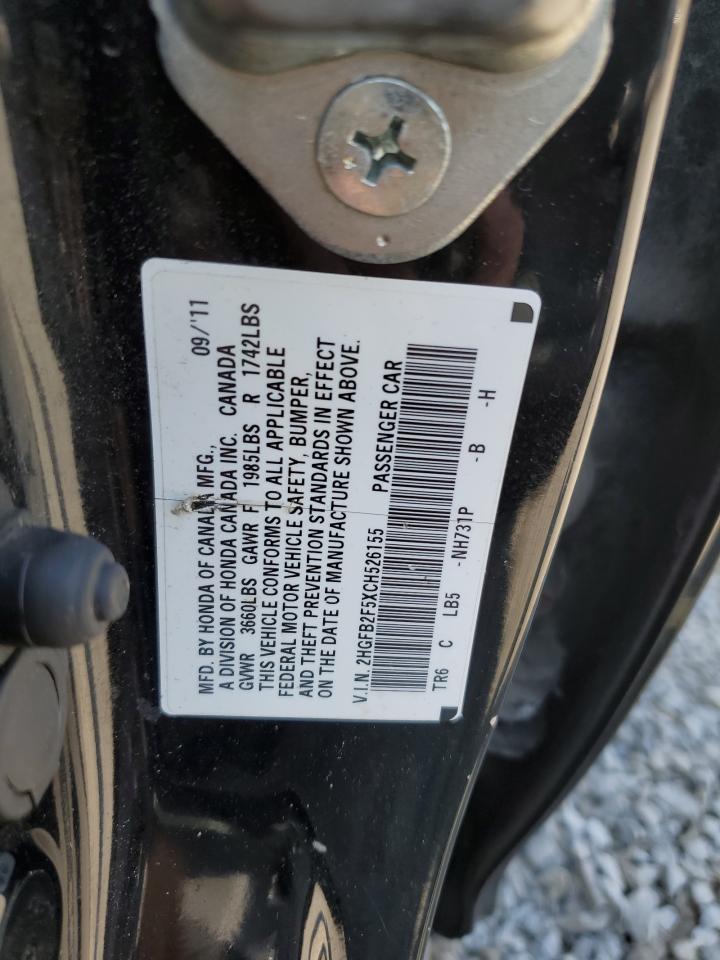 MFD. BY HONDA OF CANADA MFG., 09/'11
A DIVISION OF HONDA CANADA INC. CANADA
GVWR 3660LBS GAWR F 1985LBS R 1742LBS
THIS VEHICLE CONFORMS TO ALL APPLICABLE
FEDERAL MOTOR VEHICLE SAFETY, BUMPER,
AND THEFT PREVENTION STANDARDS IN EFFECT
ON THE DATE OF MANUFACTURE SHOWN ABOVE.
V.I.N. 2HGFB2F5XCH526155 PASSENGER CAR
TR6 C LB5 -NH731P -B -H